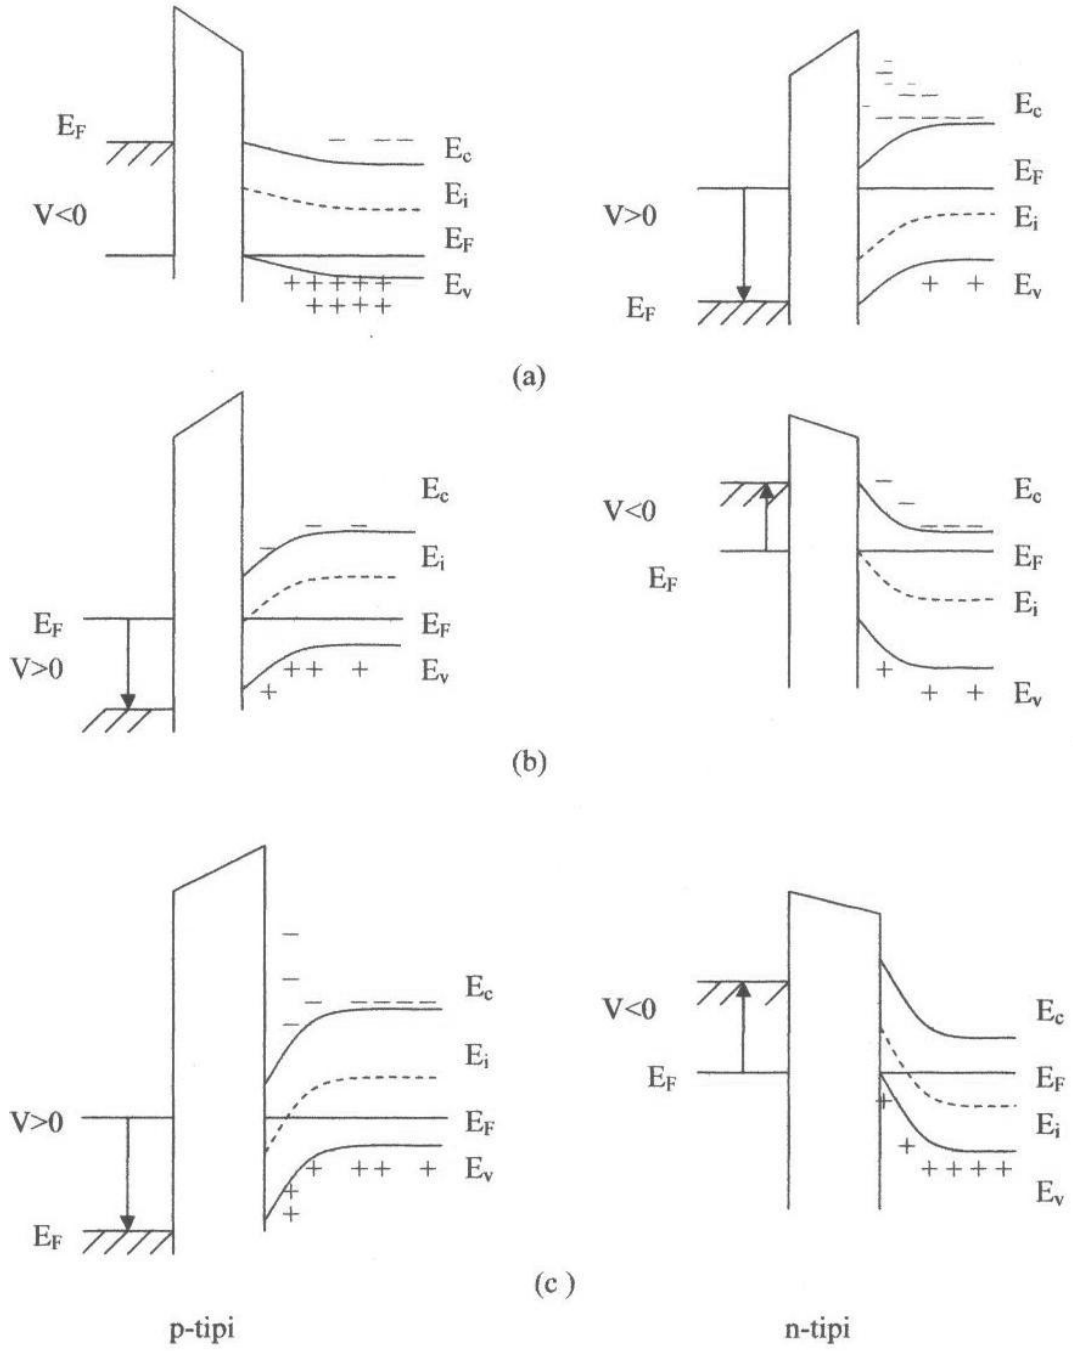 E_F
V<0
E_c
E_i
E_F
E_v
V>0
E_F
E_c
E_F
E_i
E_v
(a)
E_F
V>0
E_c
E_i
E_F
E_v
V<0
E_F
E_c
E_F
E_i
E_v
(b)
V>0
E_F
E_c
E_i
E_F
E_v
V<0
E_F
E_c
E_F
E_i
E_v
(c )
p-tipi
n-tipi